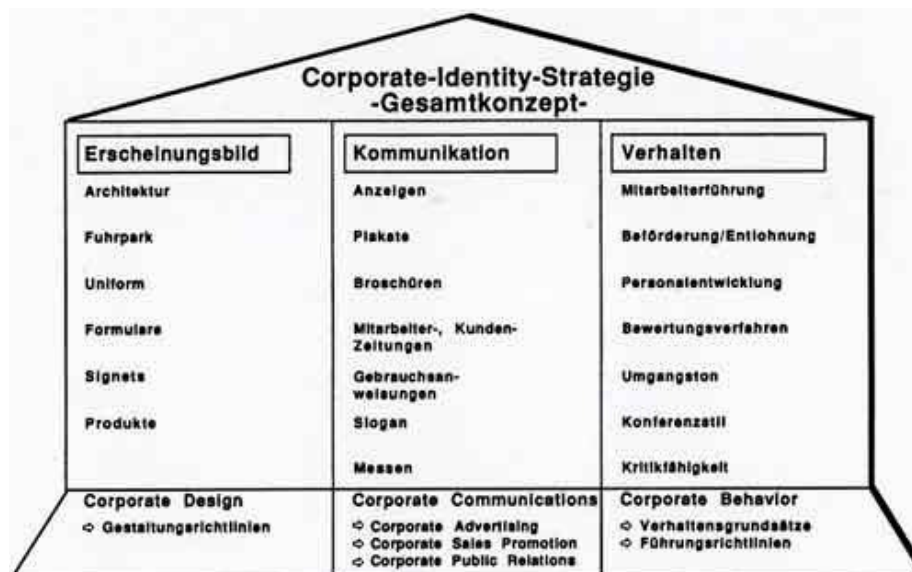 Corporate-Identity-Strategie
-Gesamtkonzept-
Erscheinungsbild
Architektur
Fuhrpark
Uniform
Formulare
Signets
Produkte
Corporate Design
⇨ Gestaltungsrichtlinien
Kommunikation
Anzeigen
Plakate
Broschüren
Mitarbeiter-, Kunden-
Zeitungen
Gebrauchsan-
weisungen
Slogan
Messen
Corporate Communications
⇨ Corporate Advertising
⇨ Corporate Sales Promotion
⇨ Corporate Public Relations
Verhalten
Mitarbeiterführung
Beförderung/Entlohnung
Personalentwicklung
Bewertungsverfahren
Umgangston
Konferenzstil
Kritikfähigkeit
Corporate Behavior
⇨ Verhaltensgrundsätze
⇨ Führungsrichtlinien